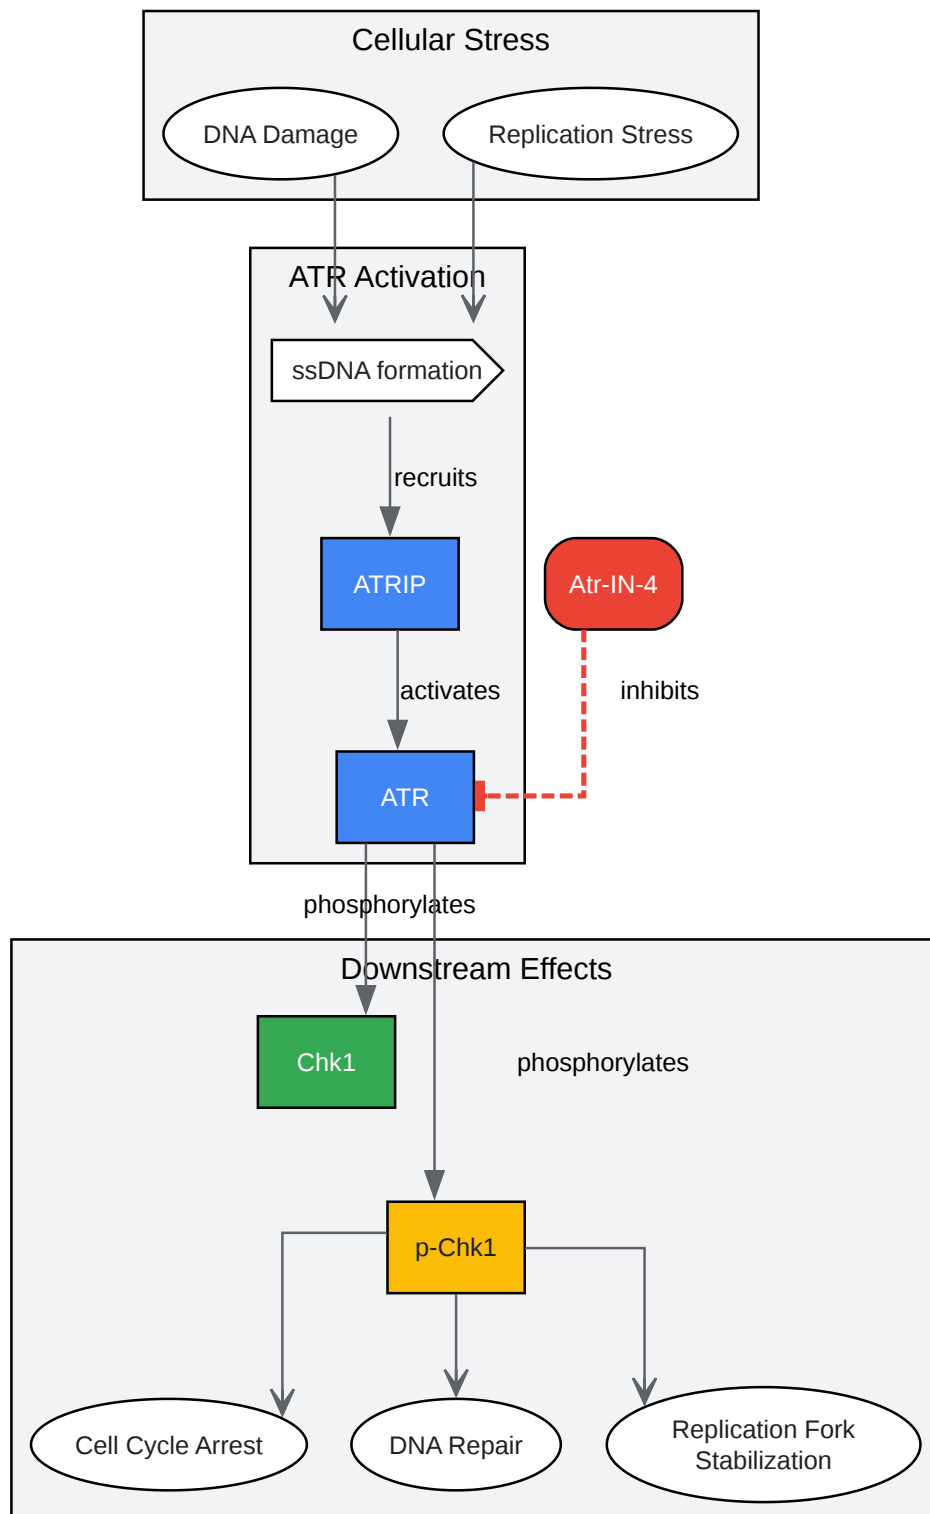 Cellular Stress
DNA Damage
Replication Stress
ATR Activation
ssDNA formation
recruits
ATRIP
Atr-IN-4
activates
inhibits
ATR
phosphorylates
Downstream Effects
Chk1
phosphorylates
p-Chk1
Cell Cycle Arrest
DNA Repair
Replication Fork
Stabilization